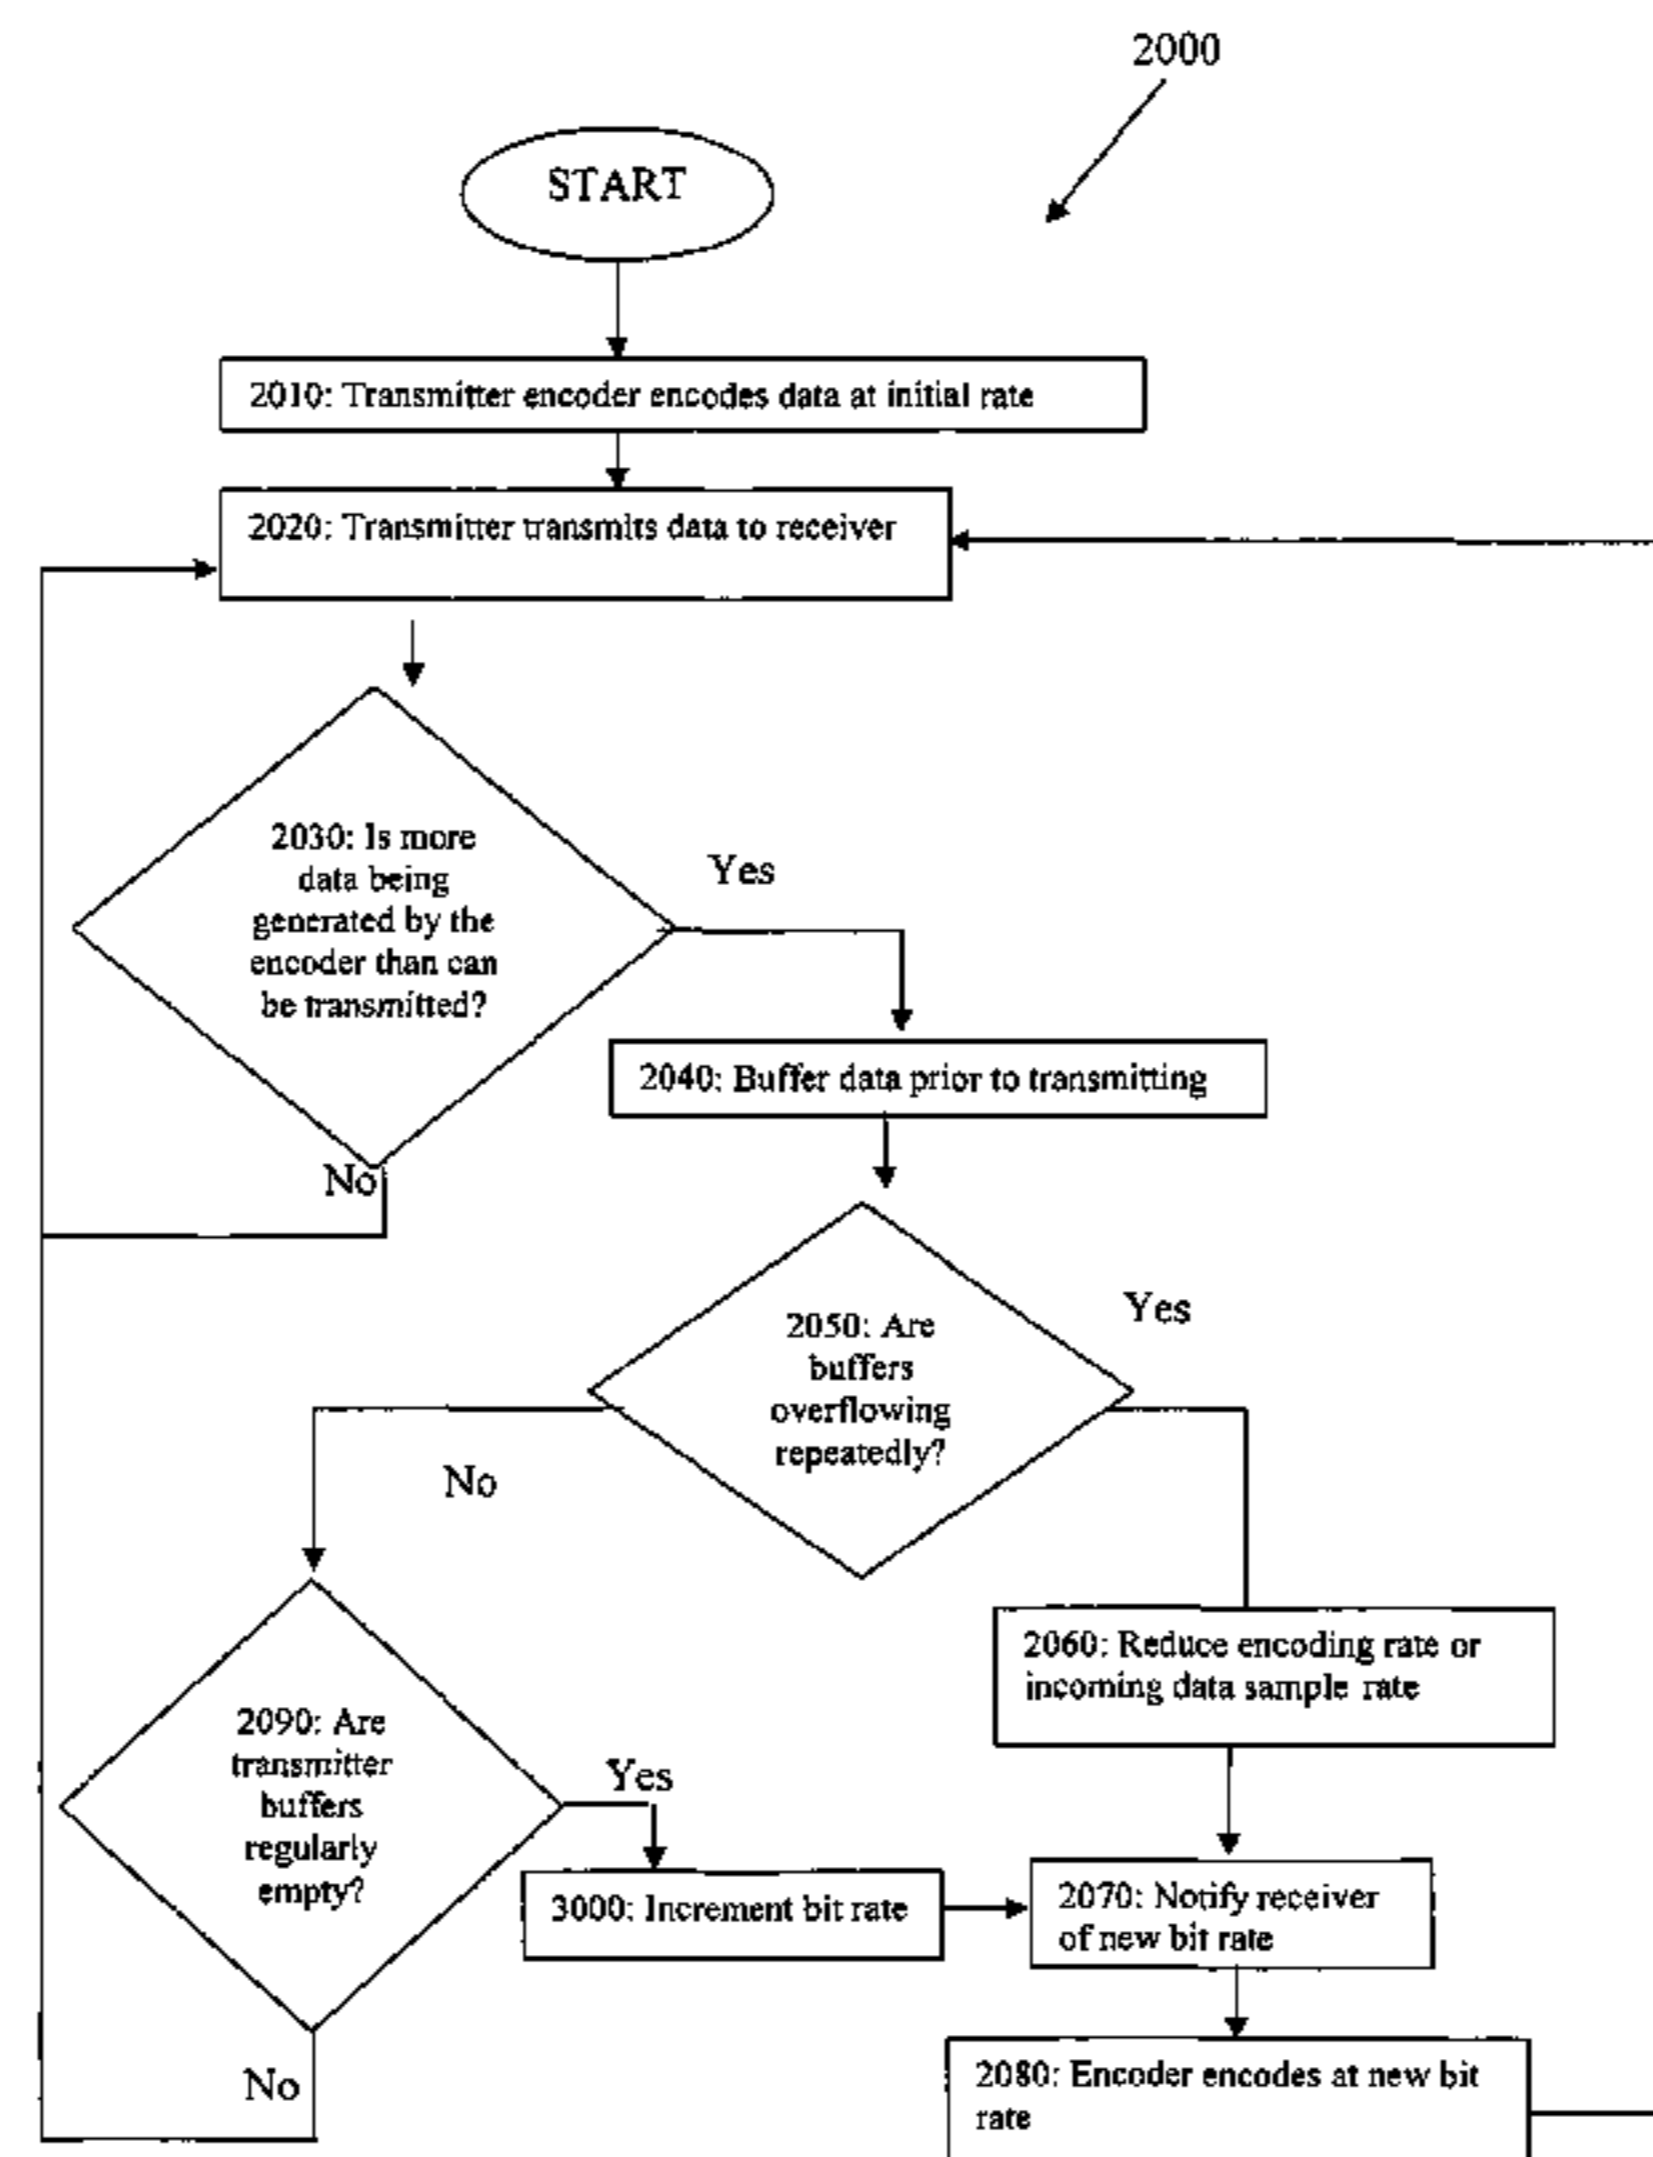 2000
START
2010: Transmitter encoder encodes data at initial rate
2020: Transmitter transmits data to receiver
2030: Is more
data being
generated by the
encoder than can
be transmitted?
Yes
No
2040: Buffer data prior to transmitting
2050: Are
buffers
overflowing
repeatedly?
Yes
No
2060: Reduce encoding rate or
incoming data sample rate
2090: Are
transmitter
buffers
regularly
empty?
Yes
No
3000: Increment bit rate
2070: Notify receiver
of new bit rate
2080: Encoder encodes at new bit
rate